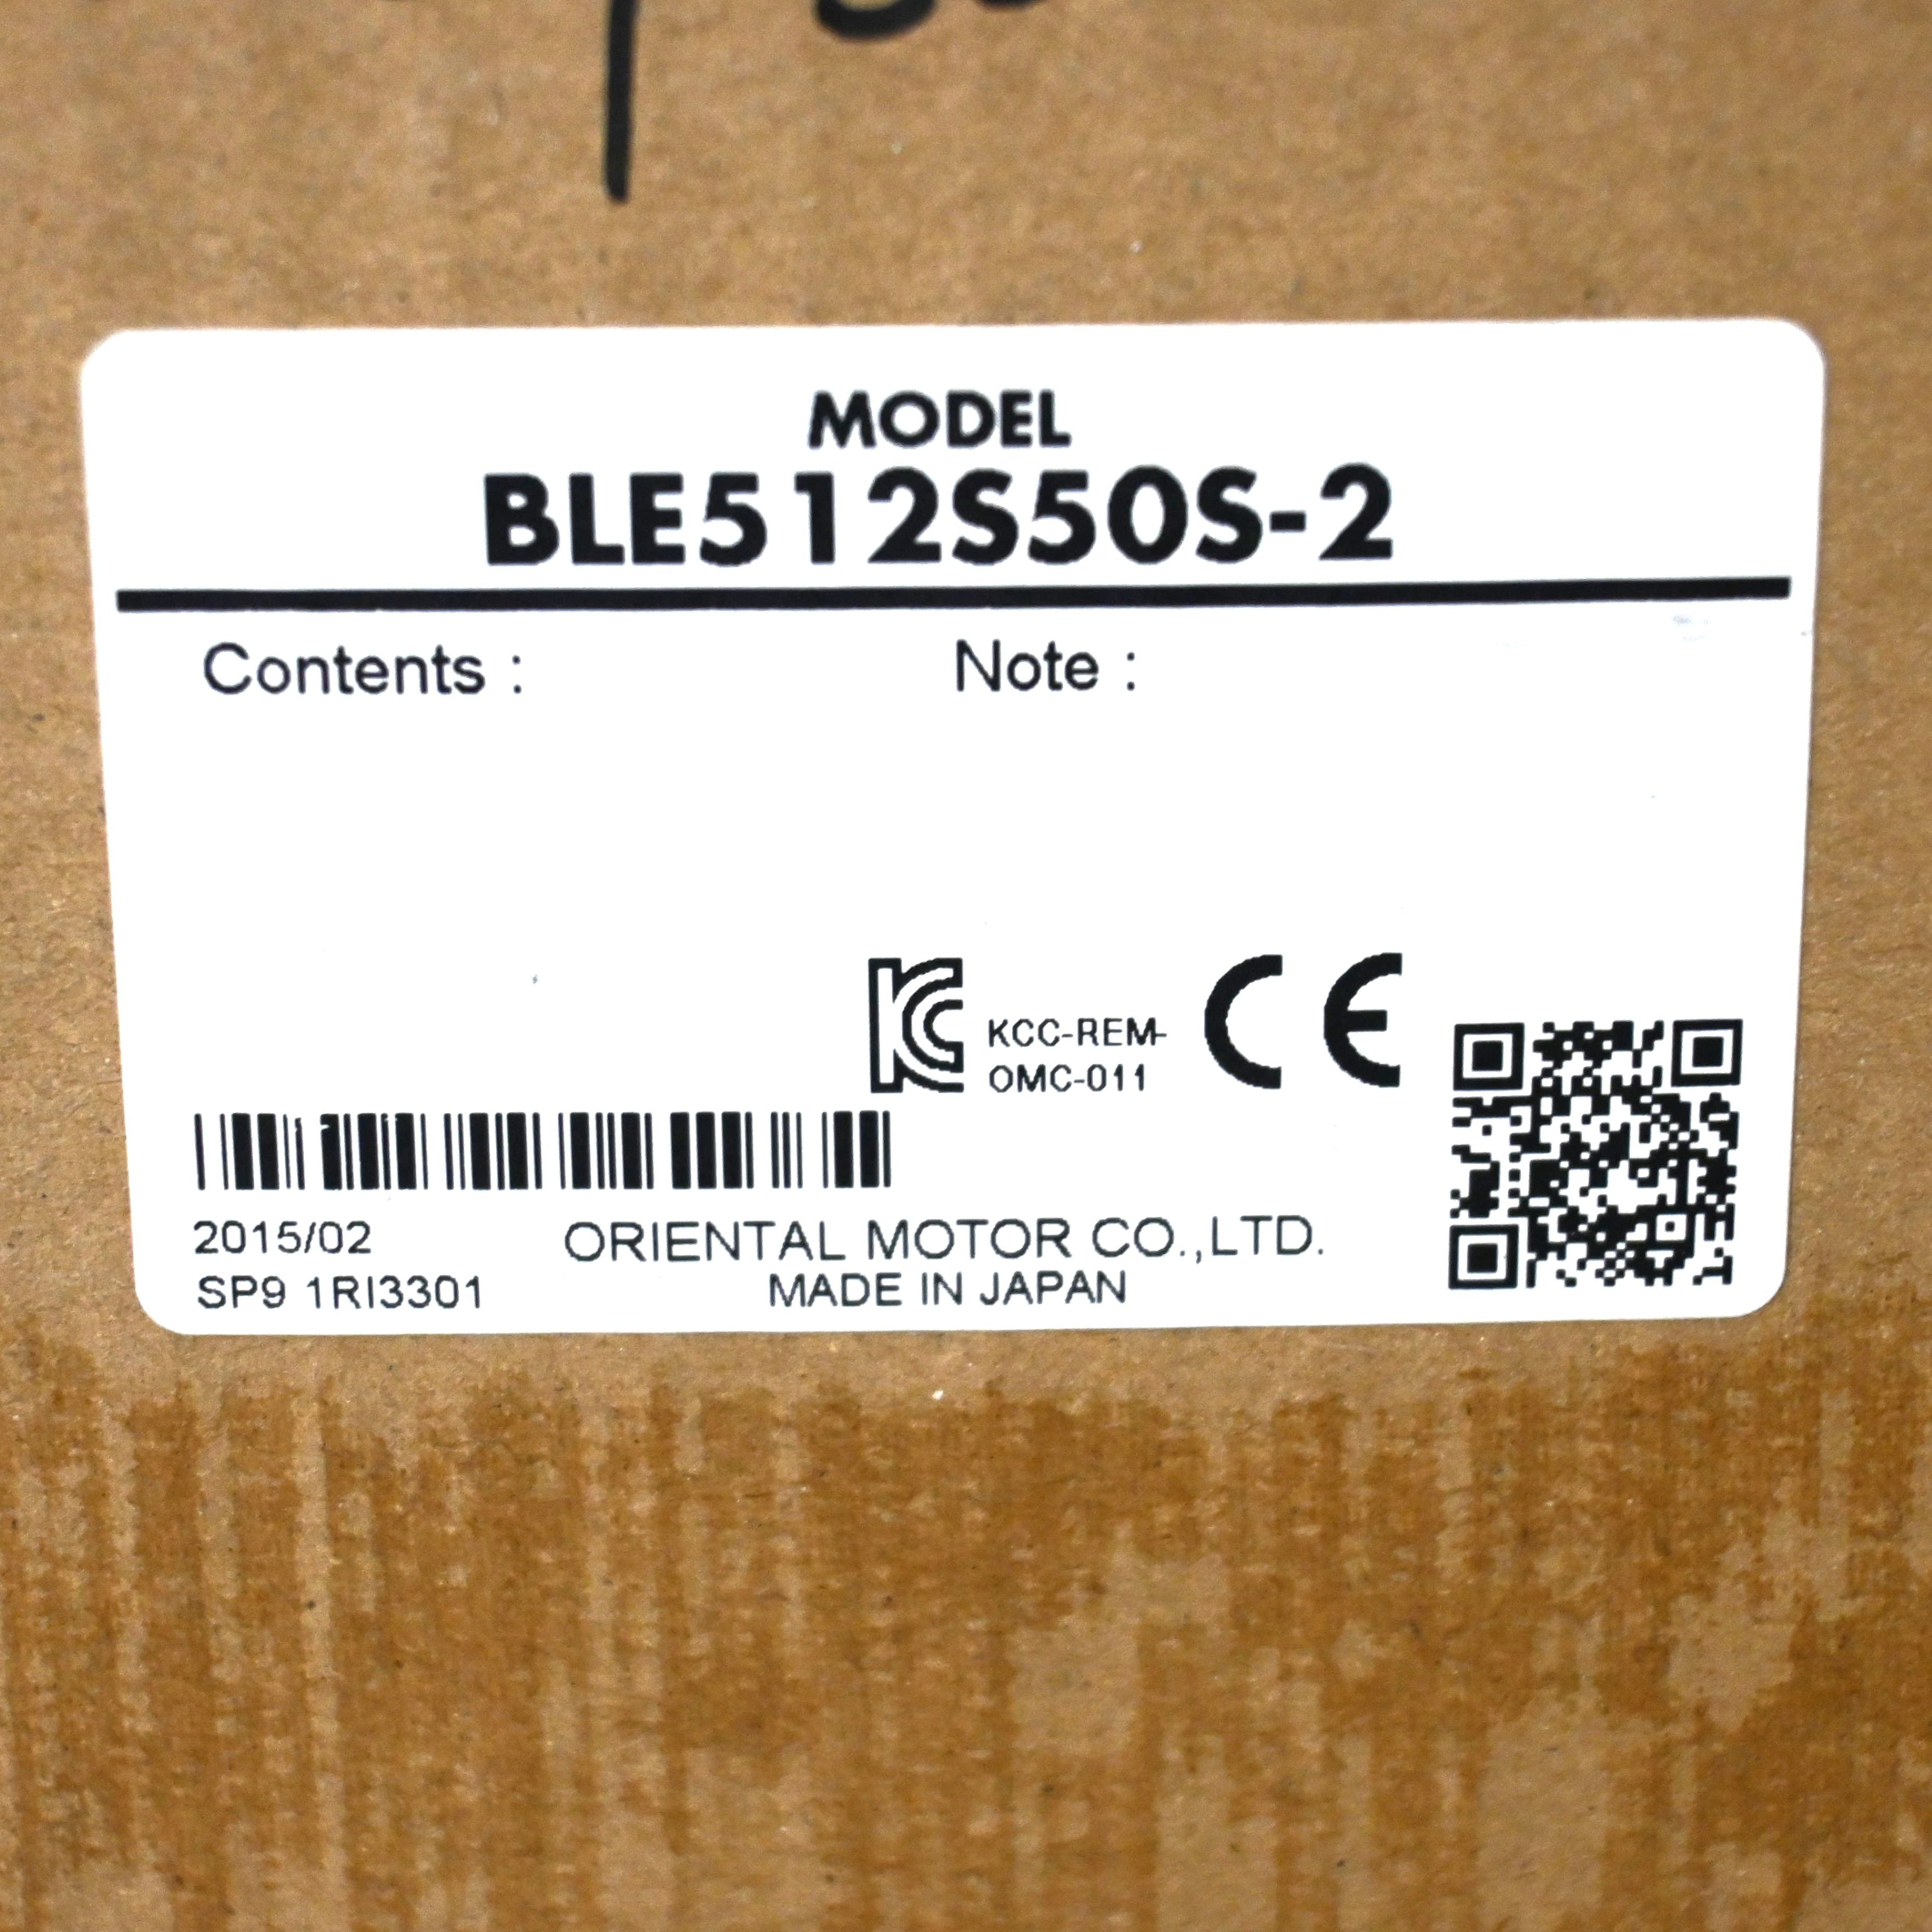 MODEL
BLE512S50S-2
Contents :
Note :
KCC-REM-
OMC-011
CE
2015/02
ORIENTAL MOTOR CO.,LTD.
SP9 1RI3301
MADE IN JAPAN